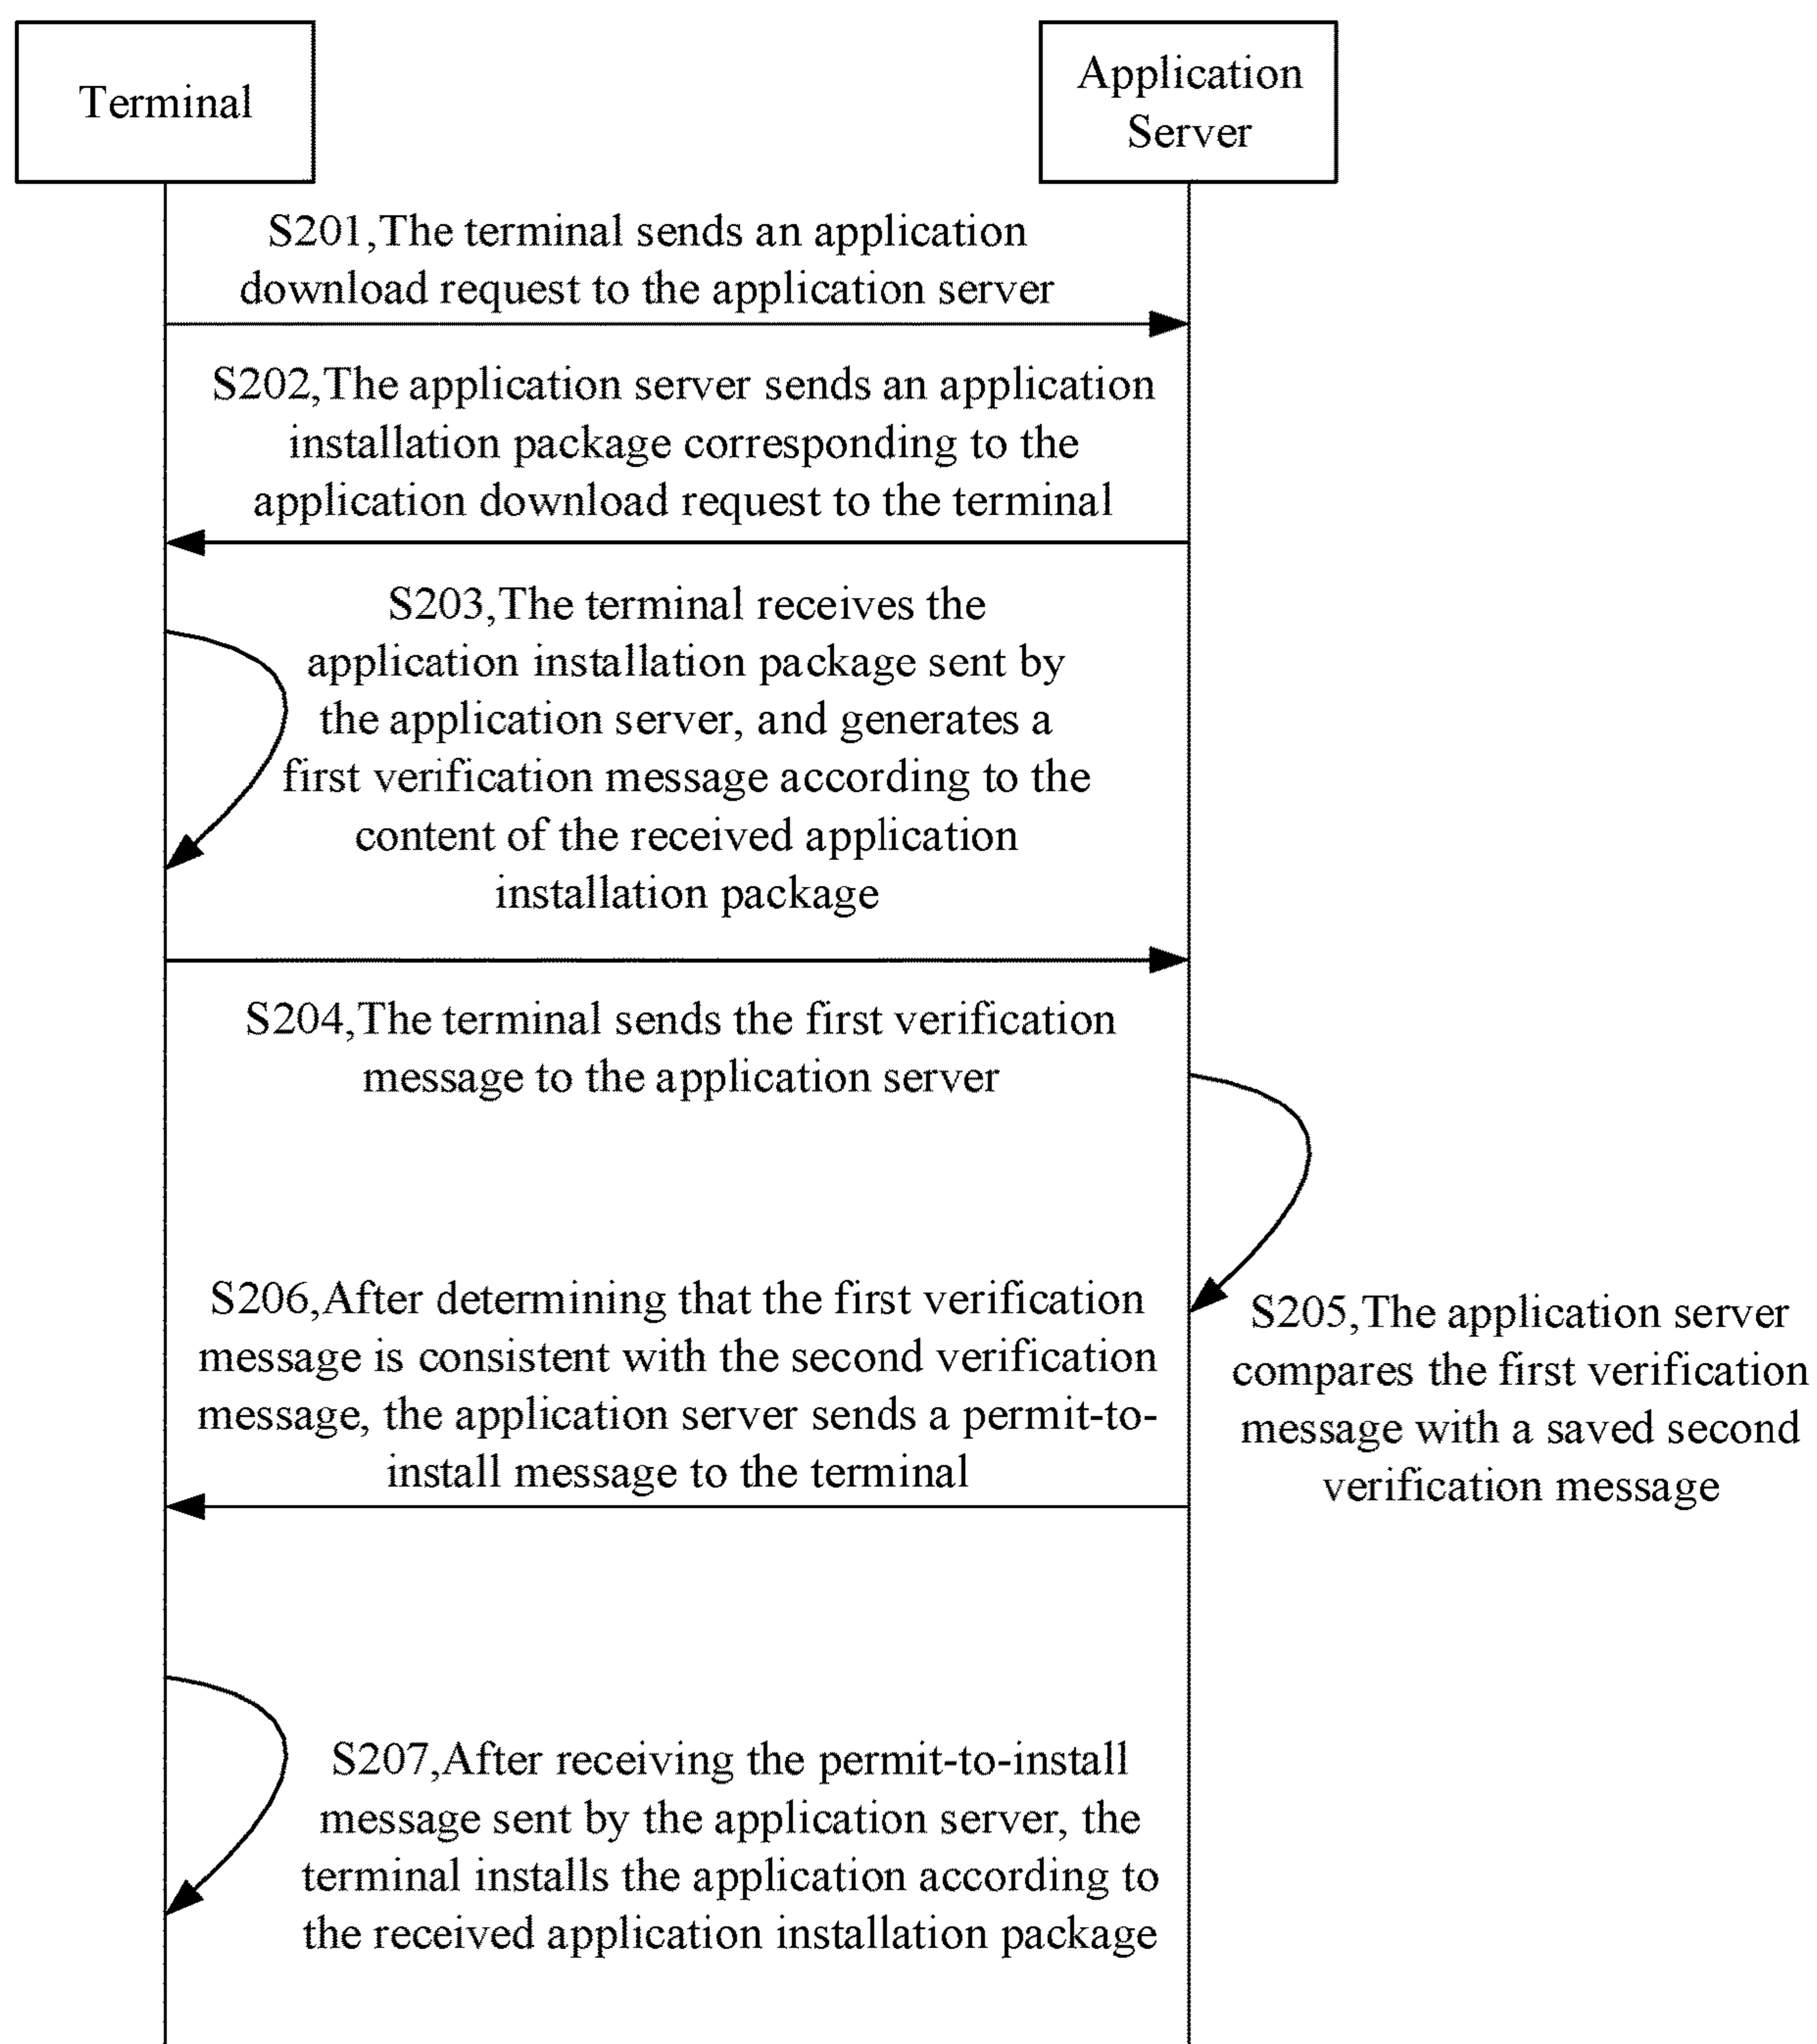 Terminal
Application
Server
S201,The terminal sends an application
download request to the application server
S202,The application server sends an application
installation package corresponding to the
application download request to the terminal
S203,The terminal receives the
application installation package sent by
the application server, and generates a
first verification message according to the
content of the received application
installation package
S204,The terminal sends the first verification
message to the application server
S205,The application server
compares the first verification
message with a saved second
verification message
S206,After determining that the first verification
message is consistent with the second verification
message, the application server sends a permit-to-
install message to the terminal
S207,After receiving the permit-to-install
message sent by the application server, the
terminal installs the application according to
the received application installation package